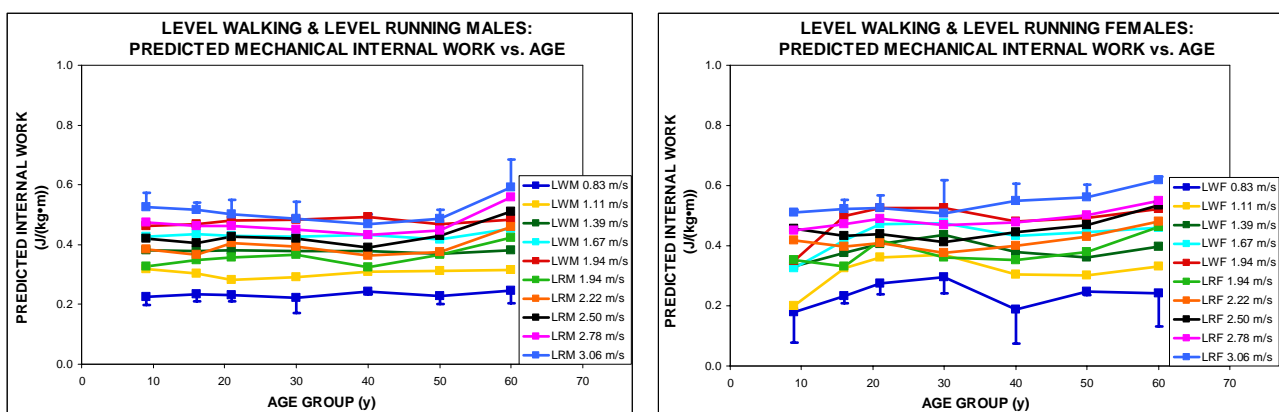 LEVEL WALKING & LEVEL RUNNING MALES:
PREDICTED MECHANICAL INTERNAL WORK vs. AGE
PREDICTED INTERNAL WORK
(J/(kg•m))
1.0
0.8
0.6
0.4
0.2
0.0
0
10
20
30
40
50
60
70
AGE GROUP (y)
LWM 0.83 m/s
LWM 1.11 m/s
LWM 1.39 m/s
LWM 1.67 m/s
LWM 1.94 m/s
LRM 1.94 m/s
LRM 2.22 m/s
LRM 2.50 m/s
LRM 2.78 m/s
LRM 3.06 m/s
LEVEL WALKING & LEVEL RUNNING FEMALES:
PREDICTED MECHANICAL INTERNAL WORK vs. AGE
PREDICTED INTERNAL WORK
(J/(kg•m))
1.0
0.8
0.6
0.4
0.2
0.0
0
10
20
30
40
50
60
70
AGE GROUP (y)
LWF 0.83 m/s
LWF 1.11 m/s
LWF 1.39 m/s
LWF 1.67 m/s
LWF 1.94 m/s
LRF 1.94 m/s
LRF 2.22 m/s
LRF 2.50 m/s
LRF 2.78 m/s
LRF 3.06 m/s